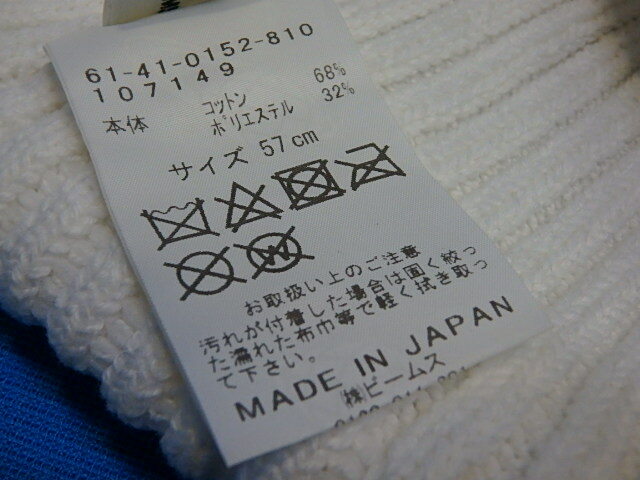 61-41-0152-810
107149
本体 コットン 68%
ポリエステル 32%
サイズ 57cm
お取扱い上のご注意
汚れが付着した場合は固く絞っ
た濡れた布巾等で軽く拭き取っ
て下さい。
MADE IN JAPAN
㈱ビームス